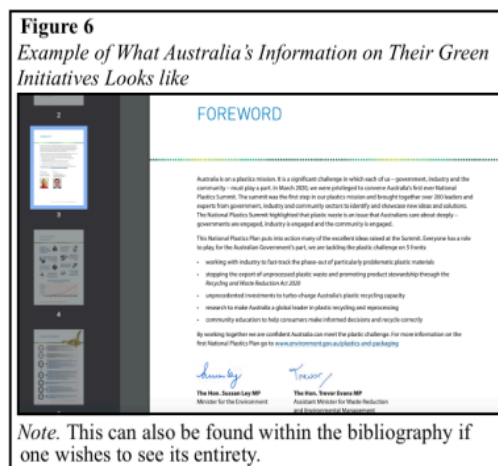 Figure 6
Example of What Australia's Information on Their Green
Initiatives Looks like
2
FOREWORD
Australia is on a plastics mission. It is a significant challenge in which each of us – government, industry and the
community – must play a part. In March 2020, we were privileged to convene Australia's first ever National
Plastics Summit. The summit was the first step in our plastics mission and brought together over 200 leaders and
experts from government, industry and community sectors to identify and showcase new ideas and solutions.
The National Plastics Summit highlighted that plastic waste is an issue that Australians care about deeply –
governments are engaged, industry is engaged and the community is engaged.
This National Plastics Plan puts into action many of the excellent ideas raised at the Summit. Everyone has a role
to play, for the Australian Government's part, we are tackling the plastic challenge on 5 fronts
• working with industry to fast-track the phase-out of particularly problematic plastic materials
3
• stopping the export of unprocessed plastic waste and promoting product stewardship through the
Recycling and Waste Reduction Act 2020
• unprecedented investments to turbo-charge Australia's plastic recycling capacity
• research to make Australia a global leader in plastic recycling and reprocessing
• community education to help consumers make informed decisions and recycle correctly
4
By working together we are confident Australia can meet the plastic challenge. For more information on the
first National Plastics Plan go to www.environment.gov.au/plastics-and-packaging
The Hon. Sussan Ley MP
Minister for the Environment
Trevor
The Hon. Trevor Evans MP
Assistant Minister for Waste Reduction
and Environmental Management
Note. This can also be found within the bibliography if
one wishes to see its entirety.